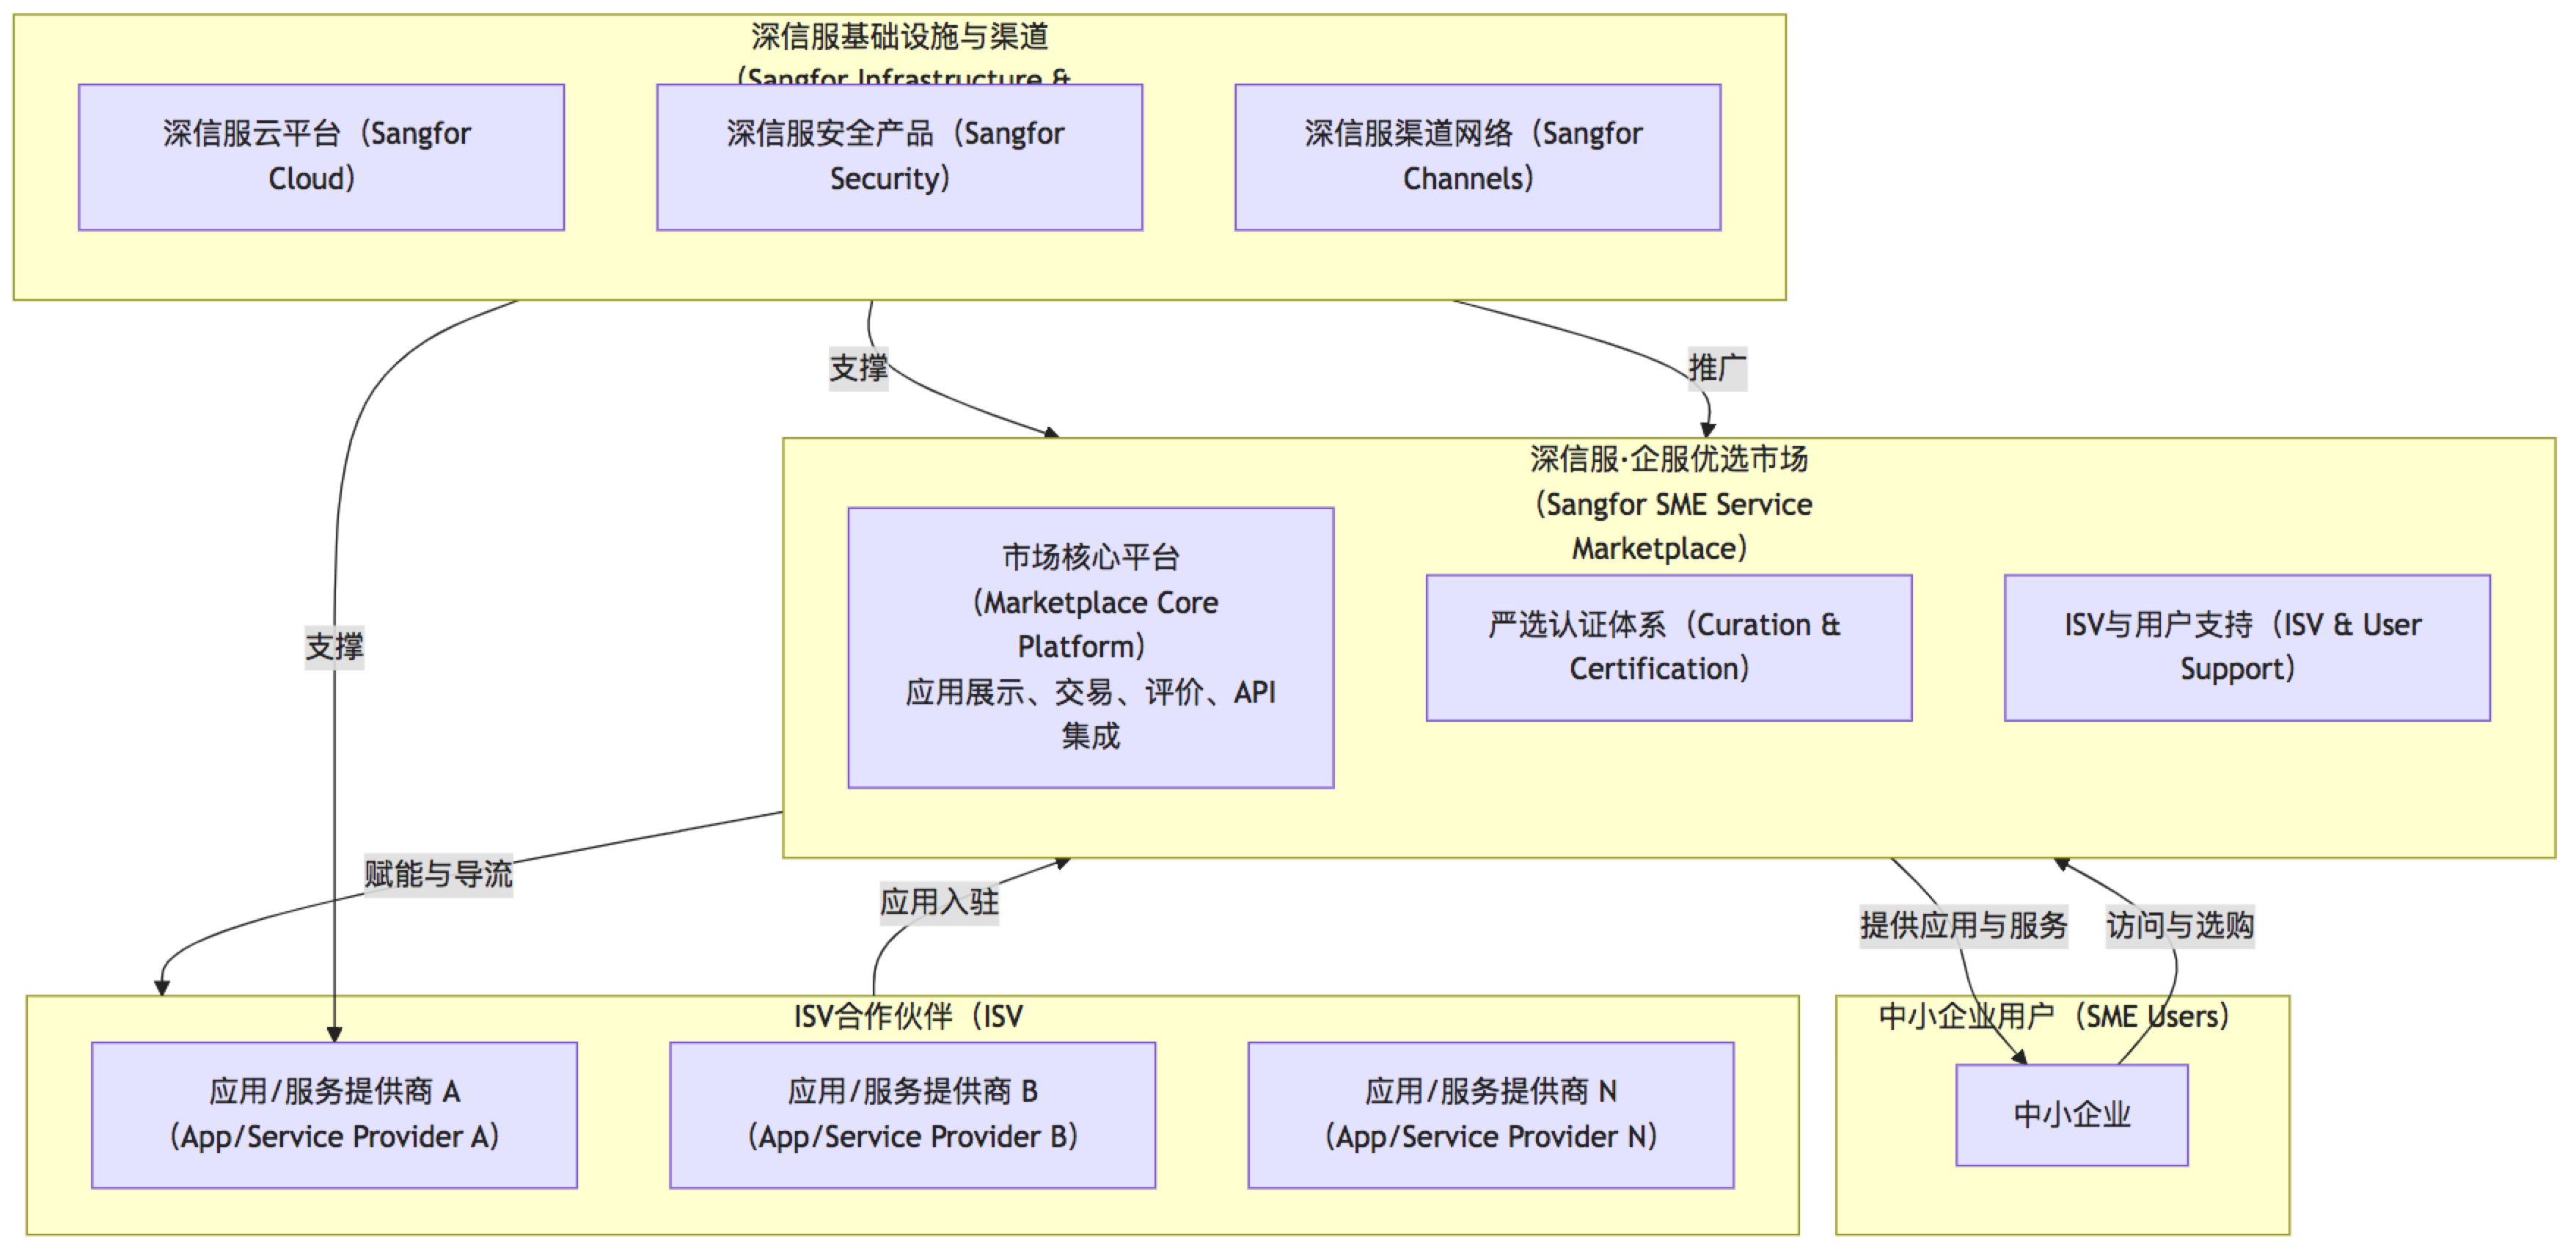 深信服基础设施与渠道
（Sangfor Infrastructure &
深信服云平台（Sangfor
Cloud）
深信服安全产品（Sangfor
Security）
深信服渠道网络（Sangfor
Channels）
支撑
推广
深信服·企服优选市场
（Sangfor SME Service
Marketplace）
市场核心平台
（Marketplace Core
Platform）
应用展示、交易、评价、API
集成
严选认证体系（Curation &
Certification）
ISV与用户支持（ISV & User
Support）
支撑
赋能与导流
应用入驻
提供应用与服务
访问与选购
ISV合作伙伴（ISV
应用/服务提供商 A
（App/Service Provider A）
应用/服务提供商 B
（App/Service Provider B）
应用/服务提供商 N
（App/Service Provider N）
中小企业用户（SME Users）
中小企业